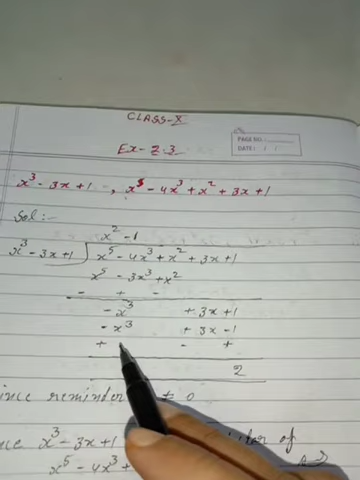 CLASS-X
PAGE NO.:
DATE: / /
Ex- 2.3
x³ - 3x + 1 , x⁵ - 4x³ + x² + 3x + 1
Sol:-
x² - 1
x³ - 3x + 1 ) x⁵ - 4x³ + x² + 3x + 1
x⁵ - 3x³ + x²
- + -
- x³ + 3x + 1
- x³ + 3x - 1
+ - +
2
reminder ≠ 0
x³ - 3x + 1 of
x⁵ - 4x³ +